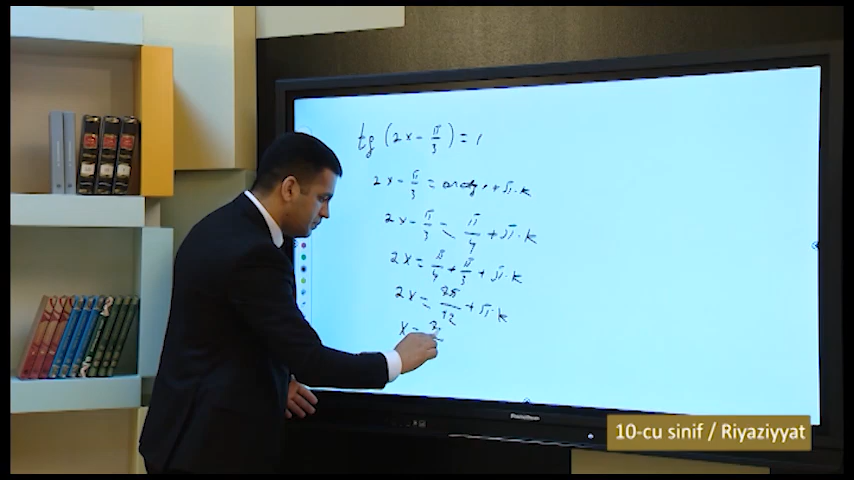 tg (2x - π/3) = 1
2x - π/3 = arctg 1 + π·k
2x - π/3 = π/4 + π·k
2x = π/4 + π/3 + π·k
2x = 7π/12 + π·k
x =
10-cu sinif / Riyaziyyat